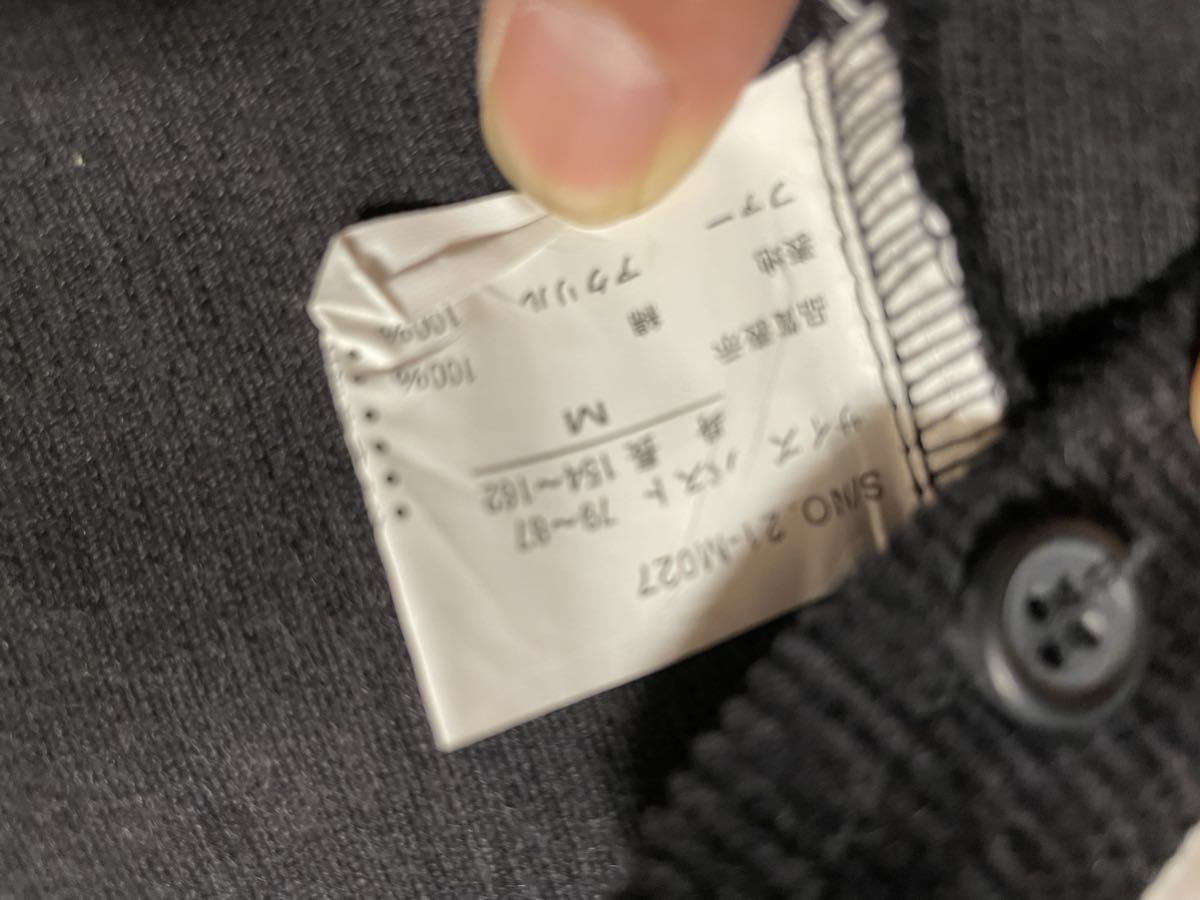 S/NO. 21-M027
サイズ バスト 79～87
身長 154～162
M
品質表示
表地 綿 100%
ファー アクリル 100%